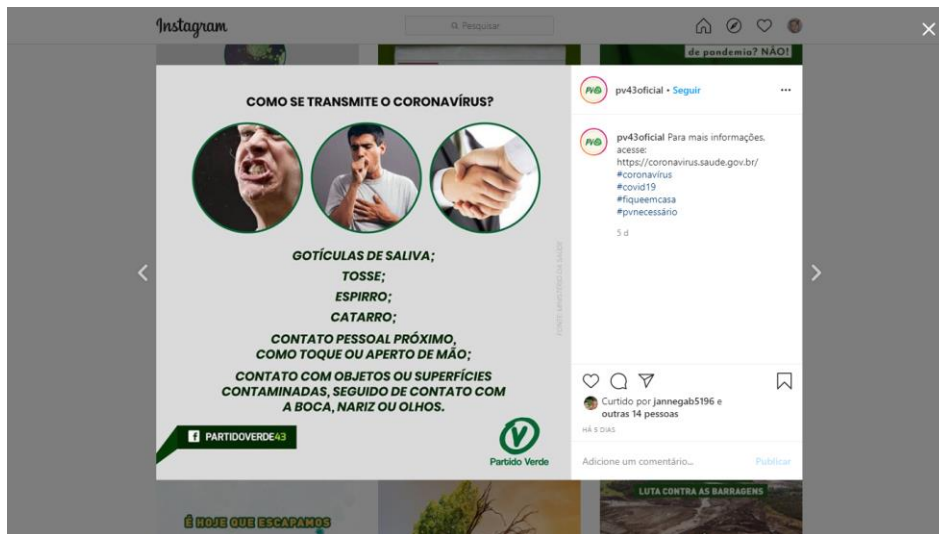 Instagram
Pesquisar
de pandemia? NÃO!
COMO SE TRANSMITE O CORONAVÍRUS?
GOTÍCULAS DE SALIVA;
TOSSE;
ESPIRRO;
CATARRO;
CONTATO PESSOAL PRÓXIMO,
COMO TOQUE OU APERTO DE MÃO;
CONTATO COM OBJETOS OU SUPERFÍCIES
CONTAMINADAS, SEGUIDO DE CONTATO COM
A BOCA, NARIZ OU OLHOS.
FONTE: MINISTÉRIO DA SAÚDE
f PARTIDOVERDE43
Partido Verde
pv43oficial • Seguir
pv43oficial Para mais informações,
acesse:
https://coronavirus.saude.gov.br/
#coronavírus
#covid19
#fiqueemcasa
#pvnecessário
5 d
Curtido por jannegab5196 e
outras 14 pessoas
HÁ 5 DIAS
Adicione um comentário...
Publicar
É HOJE QUE ESCAPAMOS
LUTA CONTRA AS BARRAGENS